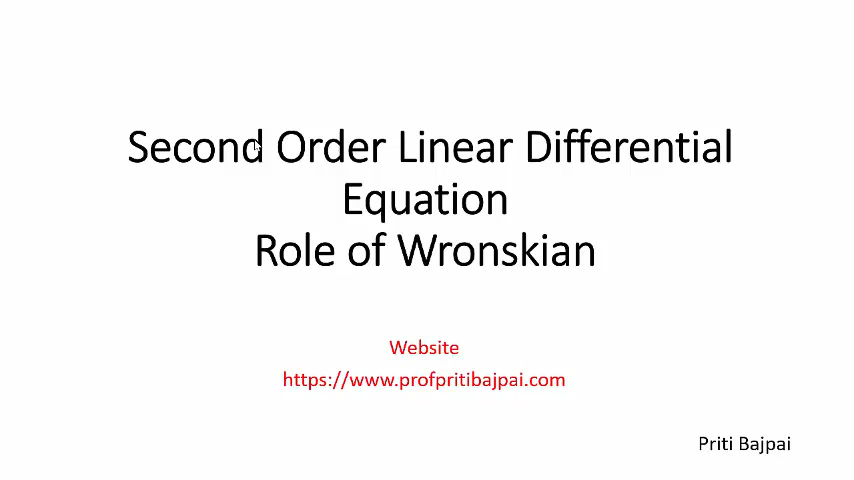 Second Order Linear Differential
Equation
Role of Wronskian
Website
https://www.profpritibajpai.com
Priti Bajpai